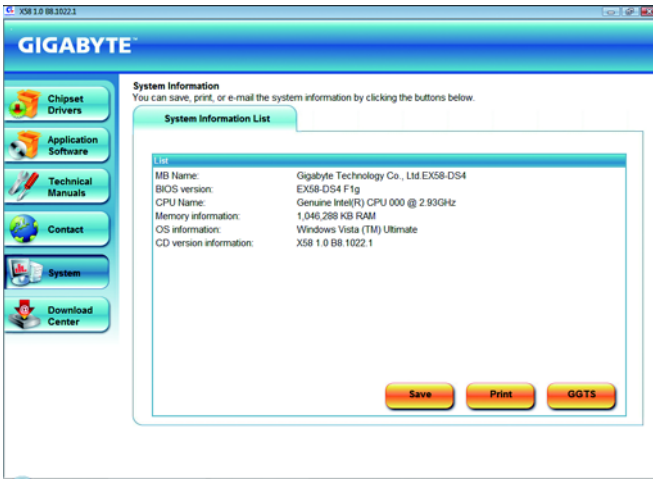 X58 1.0 B8.1022.1
GIGABYTE™
Chipset
Drivers
Application
Software
Technical
Manuals
Contact
System
Download
Center
System Information
You can save, print, or e-mail the system information by clicking the buttons below.
System Information List
List
MB Name: Gigabyte Technology Co., Ltd.EX58-DS4
BIOS version: EX58-DS4 F1g
CPU Name: Genuine Intel(R) CPU 000 @ 2.93GHz
Memory information: 1,046,288 KB RAM
OS information: Windows Vista (TM) Ultimate
CD version information: X58 1.0 B8.1022.1
Save Print GGTS